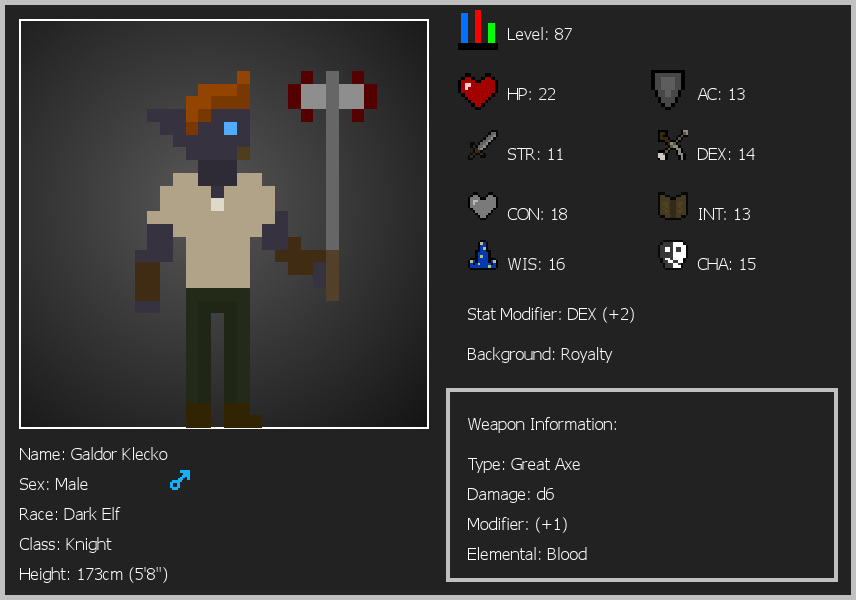 Level: 87
HP: 22
AC: 13
STR: 11
DEX: 14
CON: 18
INT: 13
WIS: 16
CHA: 15
Stat Modifier: DEX (+2)
Background: Royalty
Weapon Information:
Type: Great Axe
Damage: d6
Modifier: (+1)
Elemental: Blood
Name: Galdor Klecko
Sex: Male
Race: Dark Elf
Class: Knight
Height: 173cm (5'8")